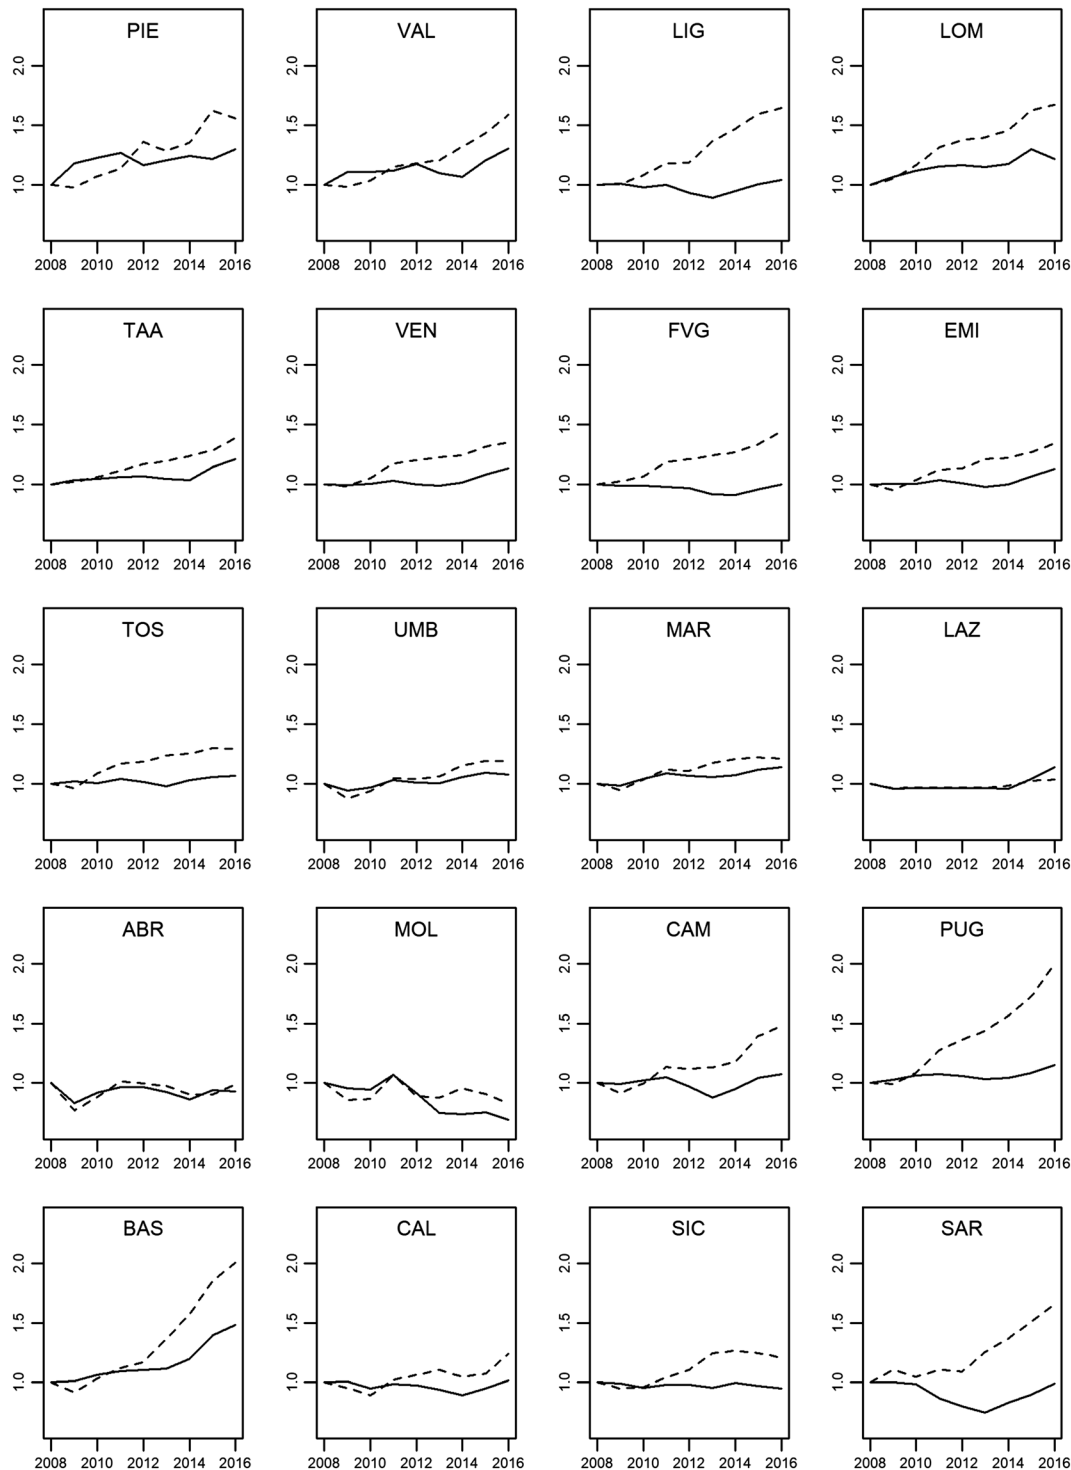 PIE VAL LIG LOM
2.0 2.0 2.0 2.0
1.5 1.5 1.5 1.5
1.0 1.0 1.0 1.0
2008 2010 2012 2014 2016 2008 2010 2012 2014 2016 2008 2010 2012 2014 2016 2008 2010 2012 2014 2016
TAA VEN FVG EMI
2.0 2.0 2.0 2.0
1.5 1.5 1.5 1.5
1.0 1.0 1.0 1.0
2008 2010 2012 2014 2016 2008 2010 2012 2014 2016 2008 2010 2012 2014 2016 2008 2010 2012 2014 2016
TOS UMB MAR LAZ
2.0 2.0 2.0 2.0
1.5 1.5 1.5 1.5
1.0 1.0 1.0 1.0
2008 2010 2012 2014 2016 2008 2010 2012 2014 2016 2008 2010 2012 2014 2016 2008 2010 2012 2014 2016
ABR MOL CAM PUG
2.0 2.0 2.0 2.0
1.5 1.5 1.5 1.5
1.0 1.0 1.0 1.0
2008 2010 2012 2014 2016 2008 2010 2012 2014 2016 2008 2010 2012 2014 2016 2008 2010 2012 2014 2016
BAS CAL SIC SAR
2.0 2.0 2.0 2.0
1.5 1.5 1.5 1.5
1.0 1.0 1.0 1.0
2008 2010 2012 2014 2016 2008 2010 2012 2014 2016 2008 2010 2012 2014 2016 2008 2010 2012 2014 2016